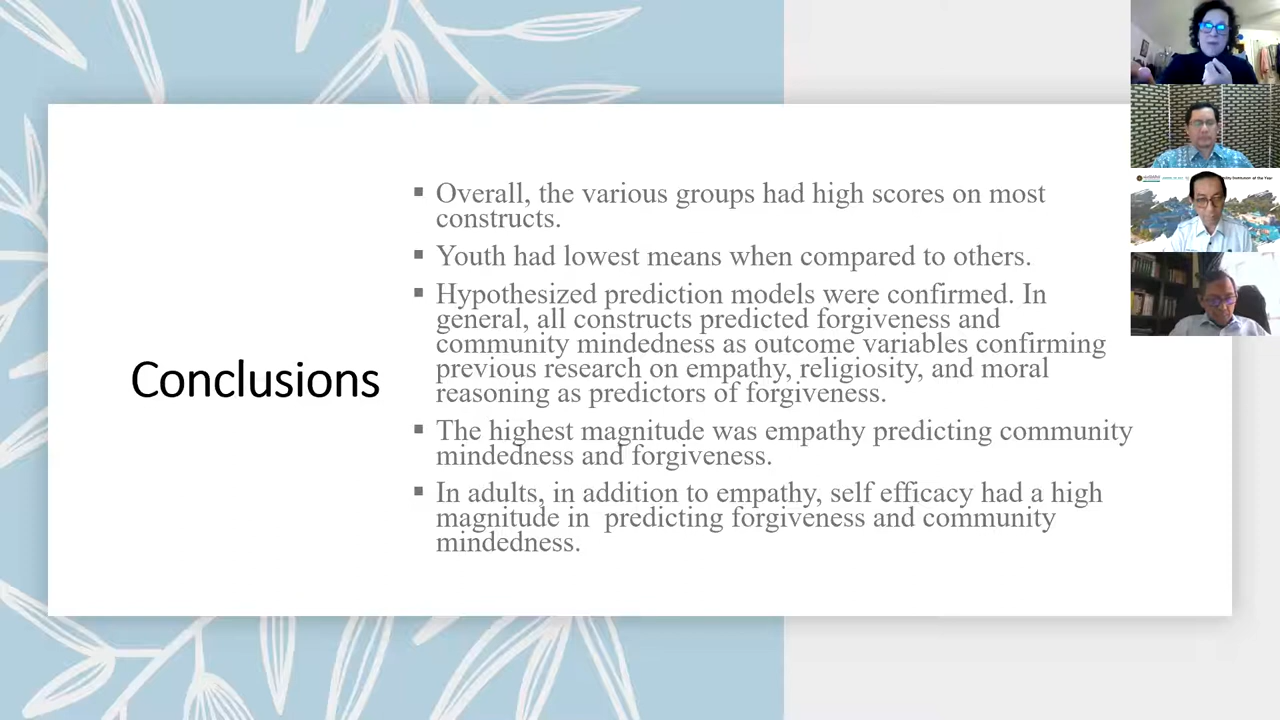 Conclusions
▪ Overall, the various groups had high scores on most
constructs.
▪ Youth had lowest means when compared to others.
▪ Hypothesized prediction models were confirmed. In
general, all constructs predicted forgiveness and
community mindedness as outcome variables confirming
previous research on empathy, religiosity, and moral
reasoning as predictors of forgiveness.
▪ The highest magnitude was empathy predicting community
mindedness and forgiveness.
▪ In adults, in addition to empathy, self efficacy had a high
magnitude in  predicting forgiveness and community
mindedness.
of the Year